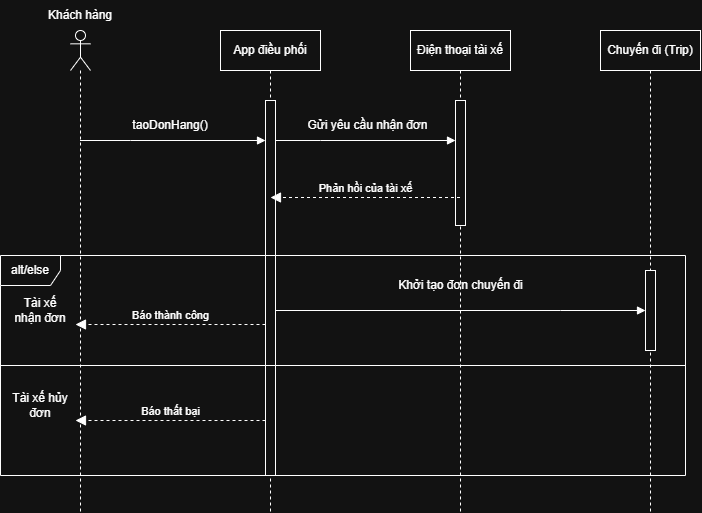 Khách hàng
App điều phối
Điện thoại tài xế
Chuyến đi (Trip)
taoDonHang()
Gửi yêu cầu nhận đơn
Phản hồi của tài xế
alt/else
Khởi tạo đơn chuyến đi
Tài xế
nhận đơn
Báo thành công
Tài xế hủy
đơn
Báo thất bại